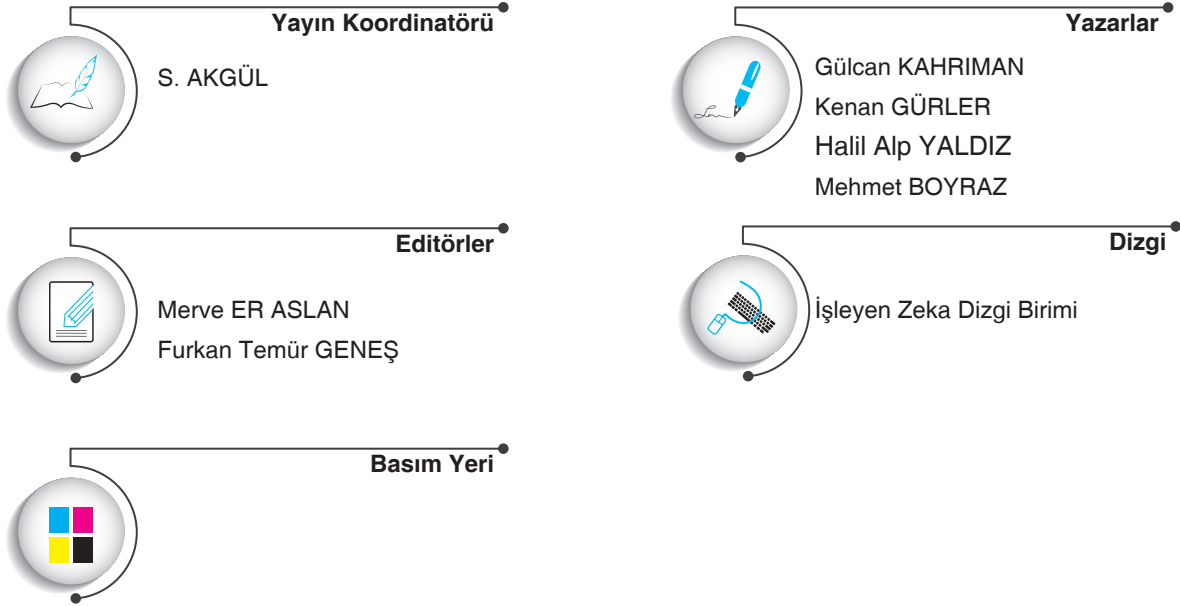 Yayın Koordinatörü
S. AKGÜL
Yazarlar
Gülcan KAHRIMAN
Kenan GÜRLER
Halil Alp YALDIZ
Mehmet BOYRAZ
Editörler
Merve ER ASLAN
Furkan Temür GENEŞ
Dizgi
İşleyen Zeka Dizgi Birimi
Basım Yeri